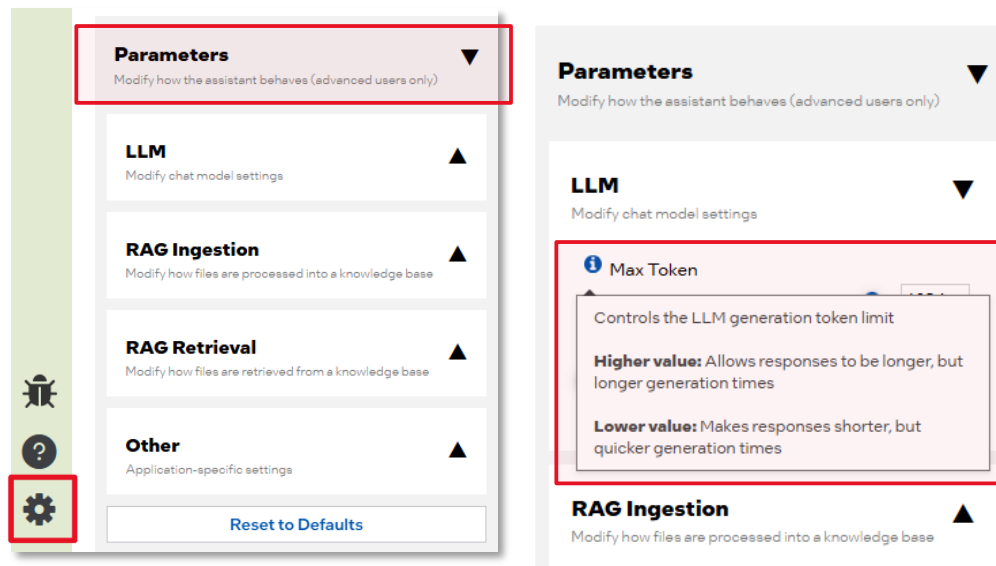 Parameters
Modify how the assistant behaves (advanced users only)
LLM
Modify chat model settings
RAG Ingestion
Modify how files are processed into a knowledge base
RAG Retrieval
Modify how files are retrieved from a knowledge base
Other
Application-specific settings
Reset to Defaults
?
Parameters
Modify how the assistant behaves (advanced users only)
LLM
Modify chat model settings
i Max Token
Controls the LLM generation token limit
Higher value: Allows responses to be longer, but
longer generation times
Lower value: Makes responses shorter, but
quicker generation times
RAG Ingestion
Modify how files are processed into a knowledge base